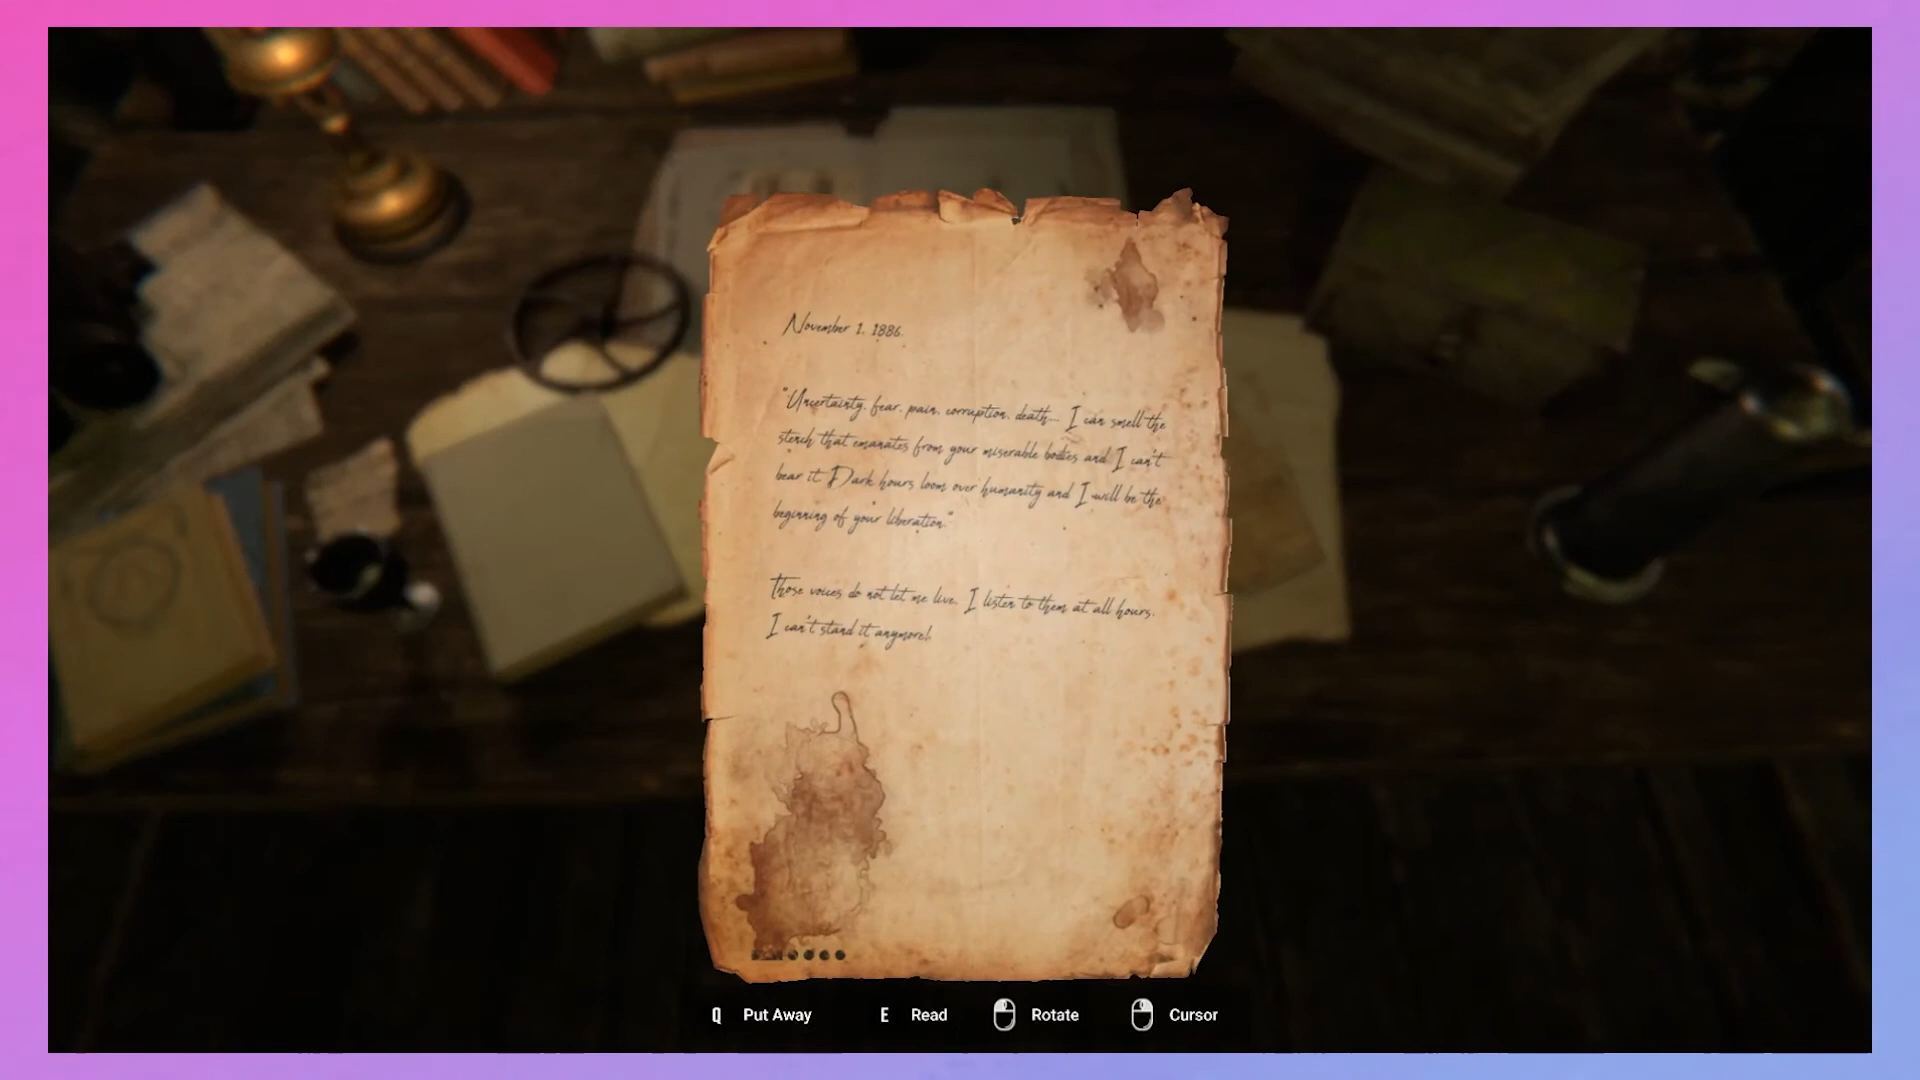 November 1, 1886.
"Uncertainty, fear, pain, corruption, death... I can smell the
stench that emanates from your miserable bodies and I can't
bear it. Dark hours loom over humanity and I will be the
beginning of your liberation."
Those voices do not let me live. I listen to them at all hours.
I can't stand it anymore!
Q Put Away E Read Rotate Cursor